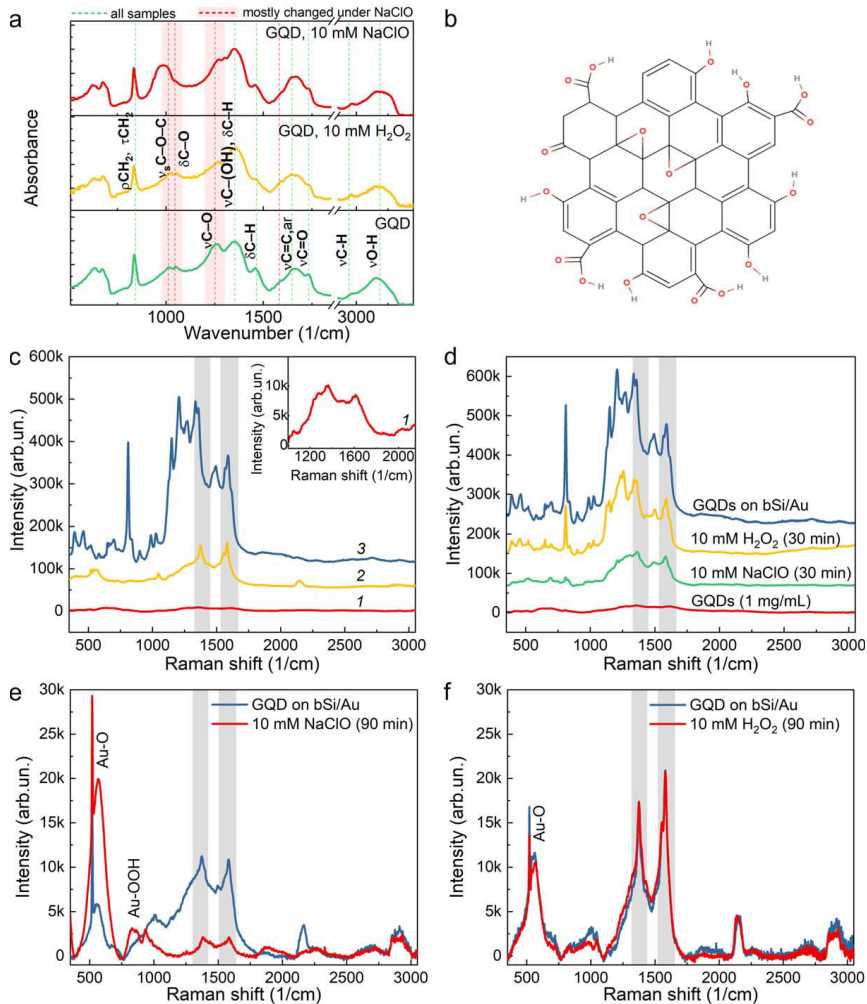 a
all samples
mostly changed under NaClO
GQD, 10 mM NaClO
GQD, 10 mM H₂O₂
GQD
Absorbance
ρCH₂, τCH₂
νₛC–O–C
δC–O
νC–O
νC–(OH), δC–H
δC–H
νC=C,ar
νC=O
νC-H
νO-H
1000 1500 3000
Wavenumber (1/cm)
b
H
O
O
H
O
H
O
O
H
O
O
H
O
O
O
O
H
O
H
O
O
O
H
O
H
O
H
O
O
H
c
600k
500k
400k
300k
200k
100k
0
Intensity (arb.un.)
3
2
1
500 1000 1500 2000 2500 3000
Raman shift (1/cm)
10k
5k
0
Intensity (arb.un.)
1
1200 1600 2000
Raman shift (1/cm)
d
600k
500k
400k
300k
200k
100k
0
Intensity (arb.un.)
GQDs on bSi/Au
10 mM H₂O₂ (30 min)
10 mM NaClO (30 min)
GQDs (1 mg/mL)
500 1000 1500 2000 2500 3000
Raman shift (1/cm)
e
30k
25k
20k
15k
10k
5k
0
Intensity (arb.un.)
GQD on bSi/Au
10 mM NaClO (90 min)
Au-O
Au-OOH
500 1000 1500 2000 2500 3000
Raman shift (1/cm)
f
30k
25k
20k
15k
10k
5k
0
Intensity (arb.un.)
GQD on bSi/Au
10 mM H₂O₂ (90 min)
Au-O
500 1000 1500 2000 2500 3000
Raman shift (1/cm)